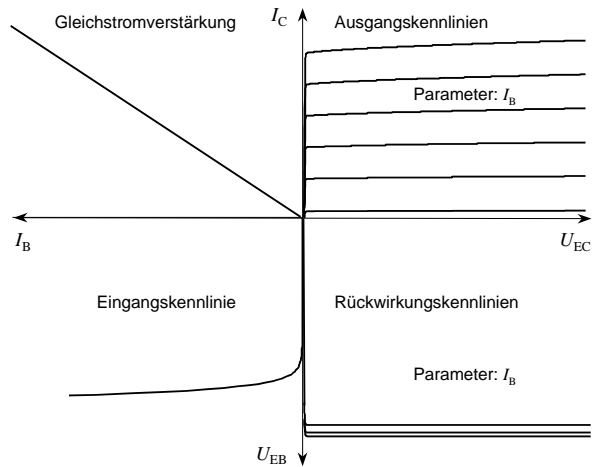 Gleichstromverstärkung
I_C
Ausgangskennlinien
Parameter: I_B
I_B
U_EC
Eingangskennlinie
Rückwirkungskennlinien
Parameter: I_B
U_EB